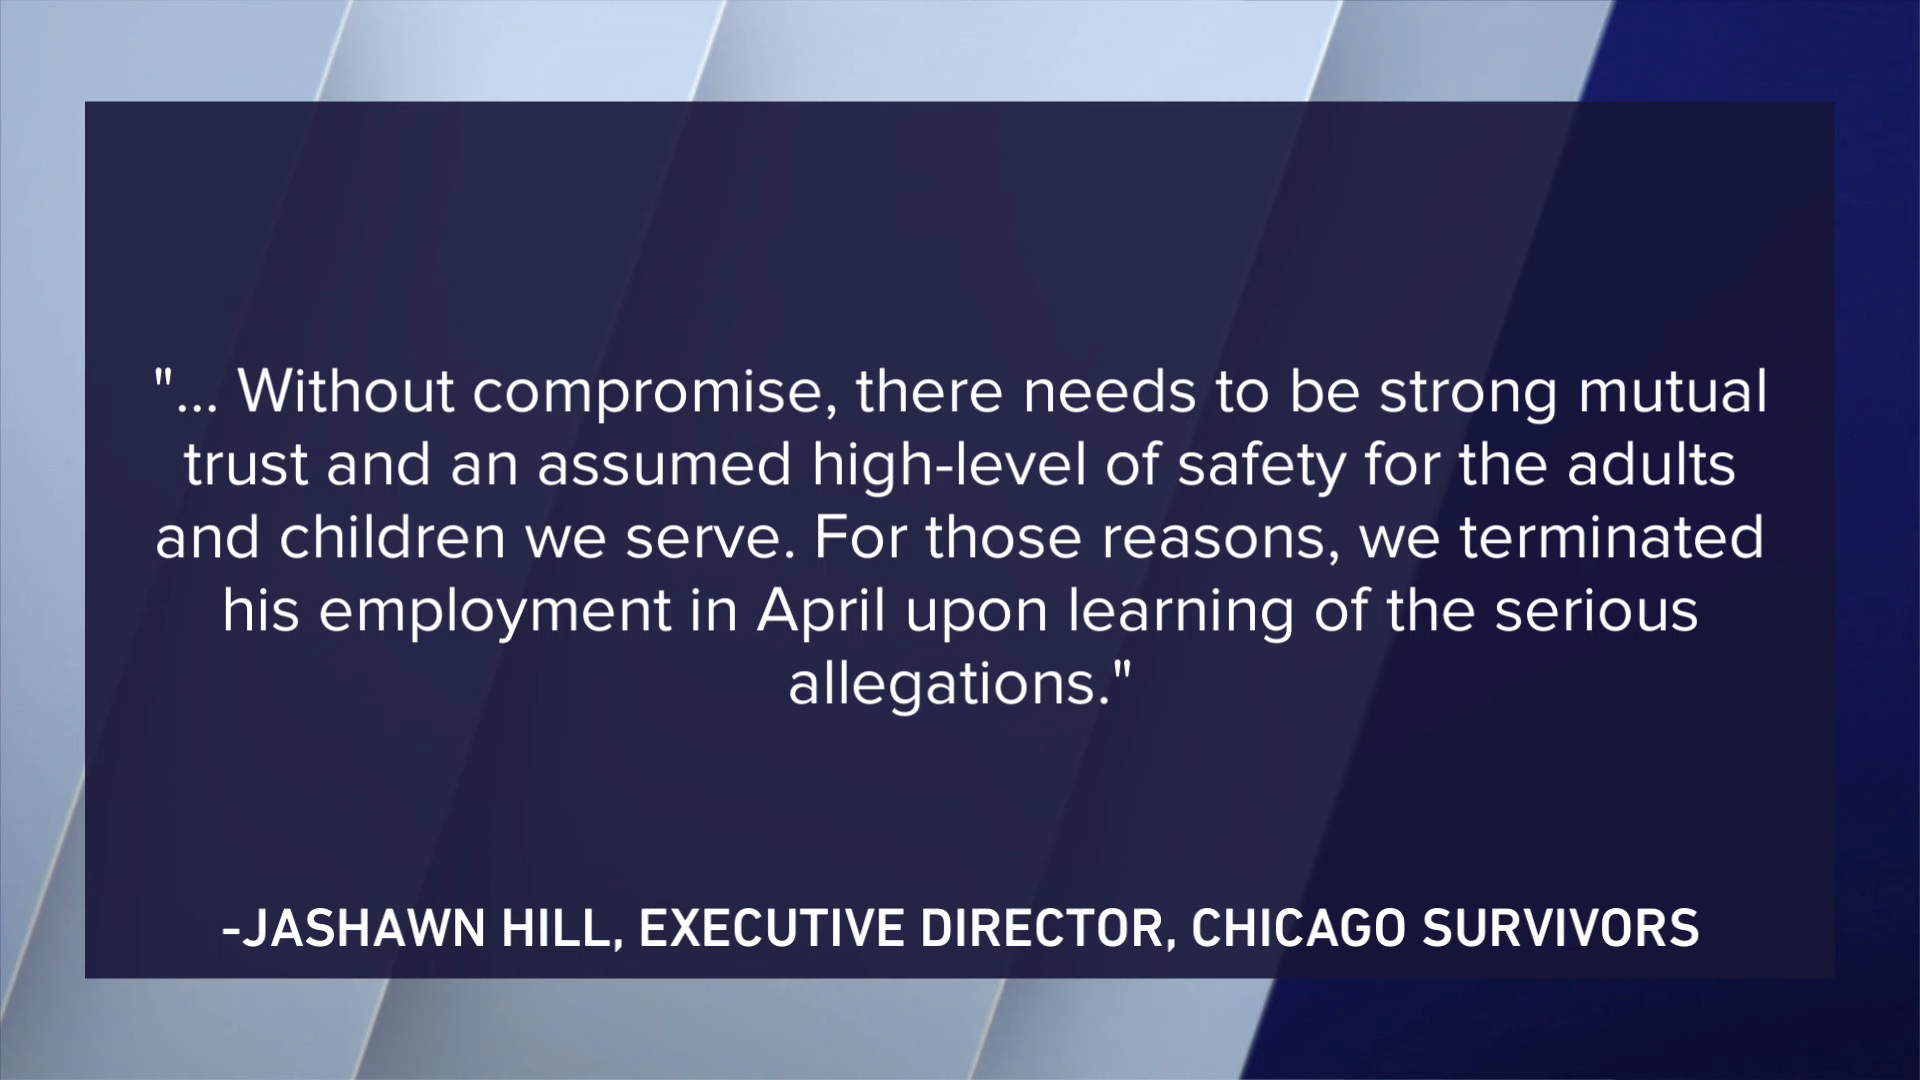 "... Without compromise, there needs to be strong mutual
trust and an assumed high-level of safety for the adults
and children we serve. For those reasons, we terminated
his employment in April upon learning of the serious
allegations."
-JASHAWN HILL, EXECUTIVE DIRECTOR, CHICAGO SURVIVORS